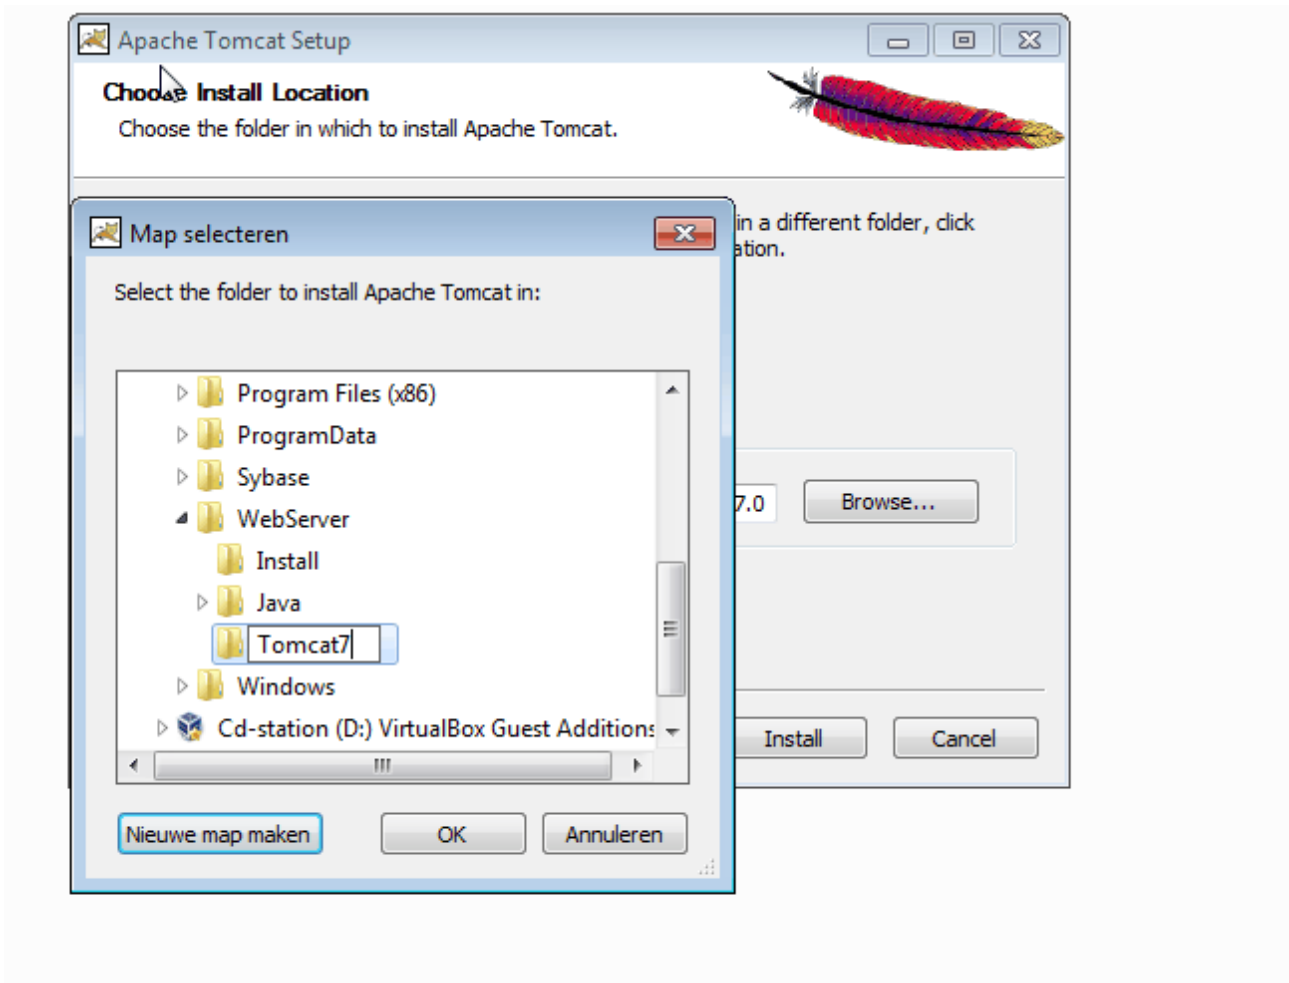 Apache Tomcat Setup
Choose Install Location
Choose the folder in which to install Apache Tomcat.
in a different folder, click
ation.
7.0
Browse...
Install
Cancel
Map selecteren
Select the folder to install Apache Tomcat in:
Program Files (x86)
ProgramData
Sybase
WebServer
Install
Java
Tomcat7
Windows
Cd-station (D:) VirtualBox Guest Additions
Nieuwe map maken
OK
Annuleren